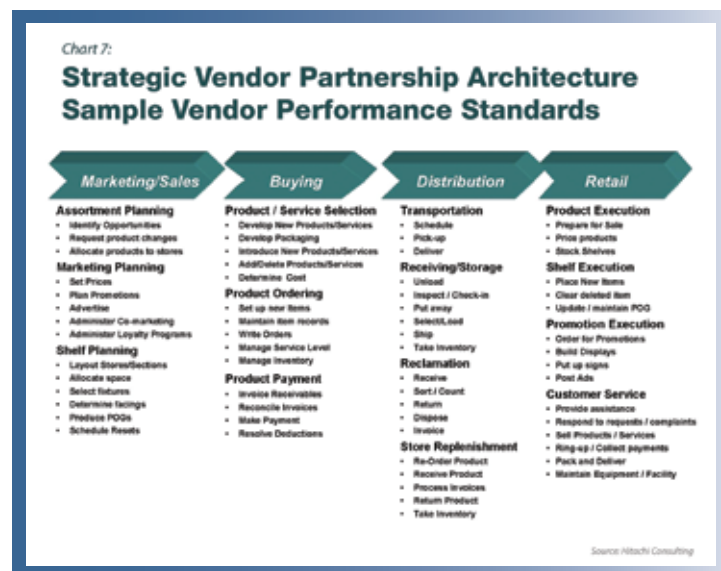 Chart 7:
Strategic Vendor Partnership Architecture
Sample Vendor Performance Standards
Marketing/Sales
Assortment Planning
• Identify Opportunities
• Request product changes
• Allocate products to stores
Marketing Planning
• Set Prices
• Plan Promotions
• Advertise
• Administer Co-marketing
• Administer Loyalty Programs
Shelf Planning
• Layout Stores/Sections
• Allocate space
• Select fixtures
• Determine facings
• Produce POGs
• Schedule Resets
Buying
Product / Service Selection
• Develop New Products/Services
• Develop Packaging
• Introduce New Products/Services
• Add/Delete Products/Services
• Determine Cost
Product Ordering
• Set up new Items
• Maintain item records
• Write Orders
• Manage Service Level
• Manage Inventory
Product Payment
• Invoice Receivables
• Reconcile Invoices
• Make Payment
• Resolve Deductions
Distribution
Transportation
• Schedule
• Pick-up
• Deliver
Receiving/Storage
• Unload
• Inspect / Check-in
• Put away
• Select/Load
• Ship
• Take Inventory
Reclamation
• Receive
• Sort / Count
• Return
• Dispose
• Invoice
Store Replenishment
• Re-Order Product
• Receive Product
• Process Invoices
• Return Product
• Take Inventory
Retail
Product Execution
• Prepare for Sale
• Price products
• Stock Shelves
Shelf Execution
• Place New Items
• Clear deleted item
• Update / maintain POG
Promotion Execution
• Order for Promotions
• Build Displays
• Put up signs
• Post Ads
Customer Service
• Provide assistance
• Respond to requests / complaints
• Sell Products / Services
• Ring-up / Collect payments
• Pack and Deliver
• Maintain Equipment / Facility
Source: Hitachi Consulting